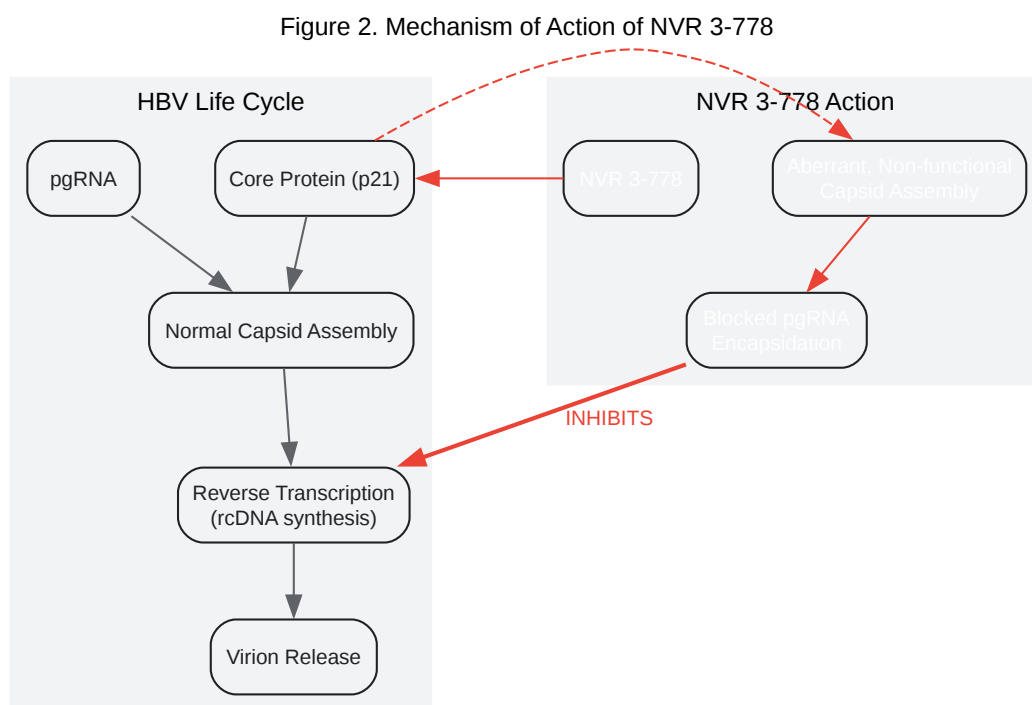 Figure 2. Mechanism of Action of NVR 3-778
HBV Life Cycle
NVR 3-778 Action
pgRNA
Core Protein (p21)
NVR 3-778
Aberrant, Non-functional
Capsid Assembly
Normal Capsid Assembly
Blocked pgRNA
Encapsidation
INHIBITS
Reverse Transcription
(rcDNA synthesis)
Virion Release